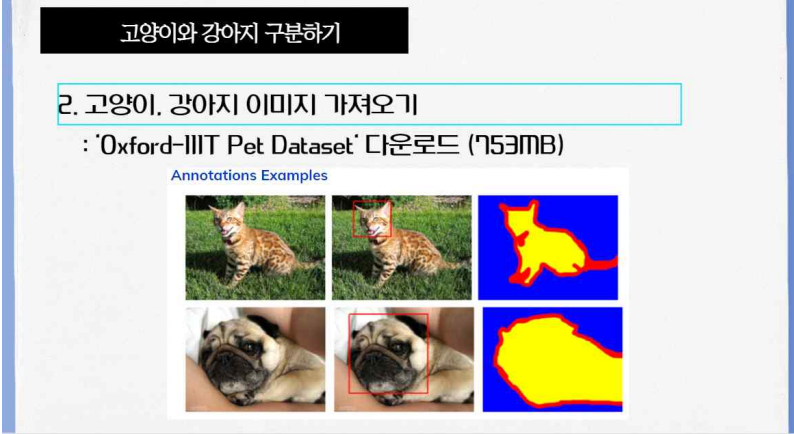 고양이와 강아지 구분하기
2. 고양이, 강아지 이미지 가져오기
: 'Oxford-IIIT Pet Dataset' 다운로드 (753MB)
Annotations Examples